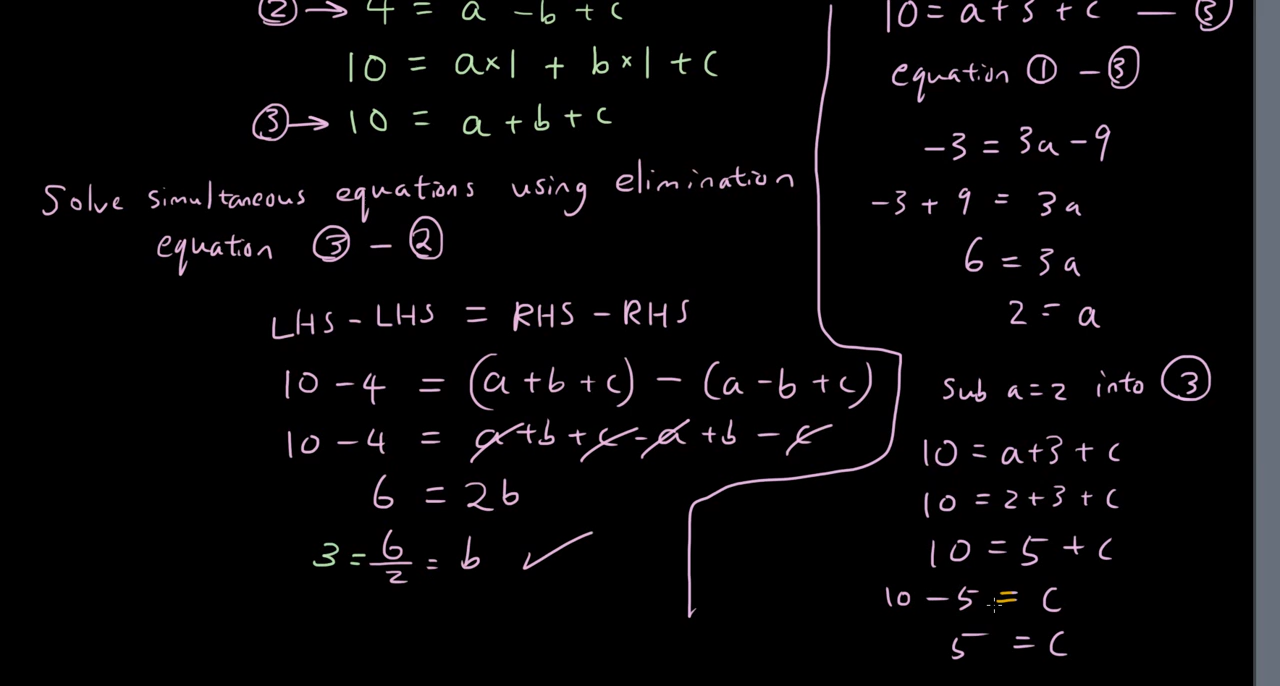 ② → 4 = a - b + c
10 = a×1 + b×1 + c
③ → 10 = a + b + c
Solve simultaneous equations using elimination
equation ③ - ②
LHS - LHS = RHS - RHS
10 - 4 = (a + b + c) - (a - b + c)
10 - 4 = a + b + c - a + b - c
6 = 2b
3 = 6/2 = b ✓
10 = a + 3 + c — ③
equation ① - ③
-3 = 3a - 9
-3 + 9 = 3a
6 = 3a
2 = a
Sub a = 2 into ③
10 = a + 3 + c
10 = 2 + 3 + c
10 = 5 + c
10 - 5 = c
5 = c